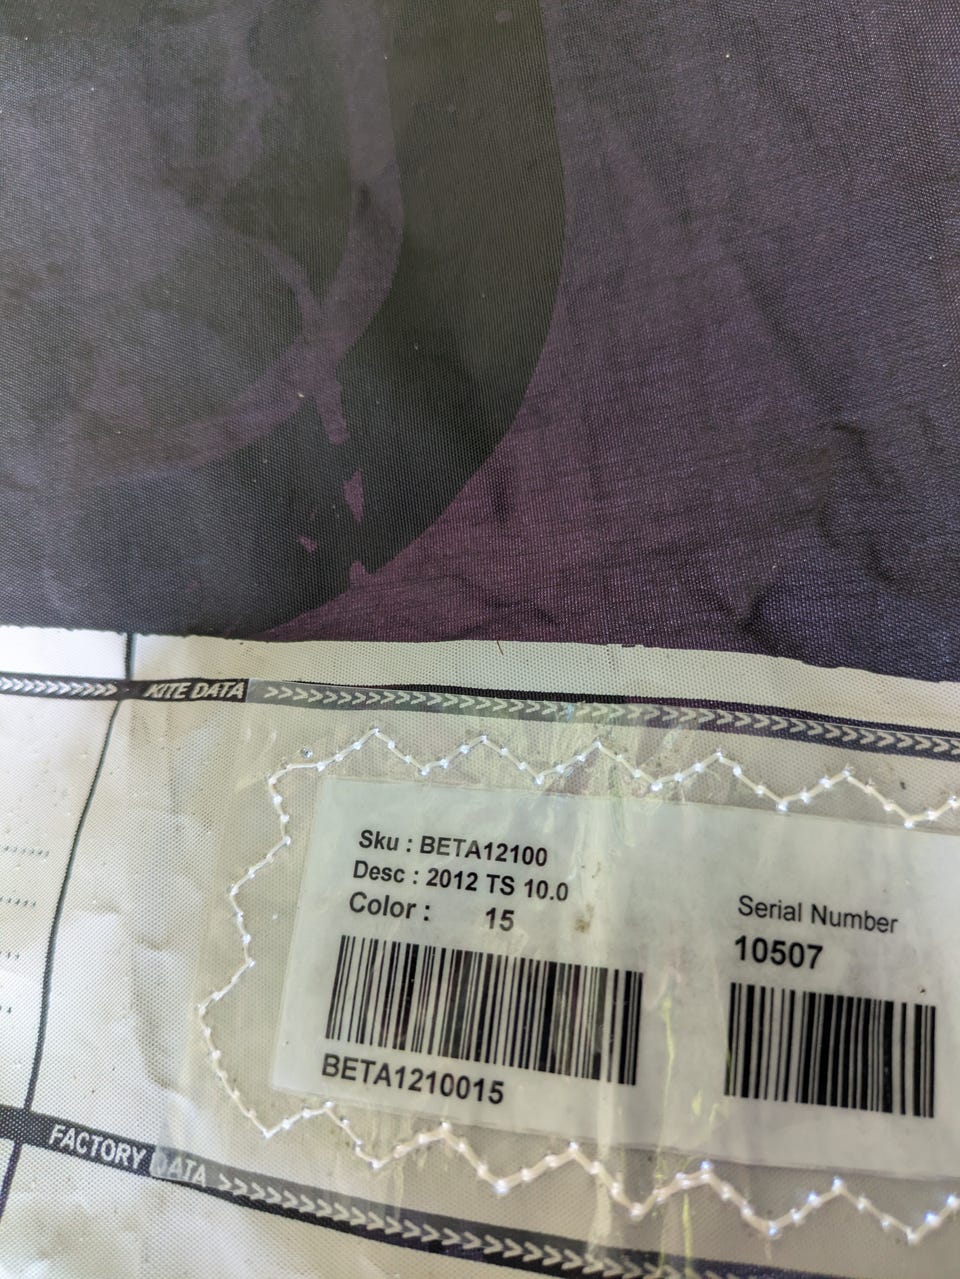 KITE DATA
Sku : BETA12100
Desc : 2012 TS 10.0
Color : 15
BETA1210015
Serial Number
10507
FACTORY DATA